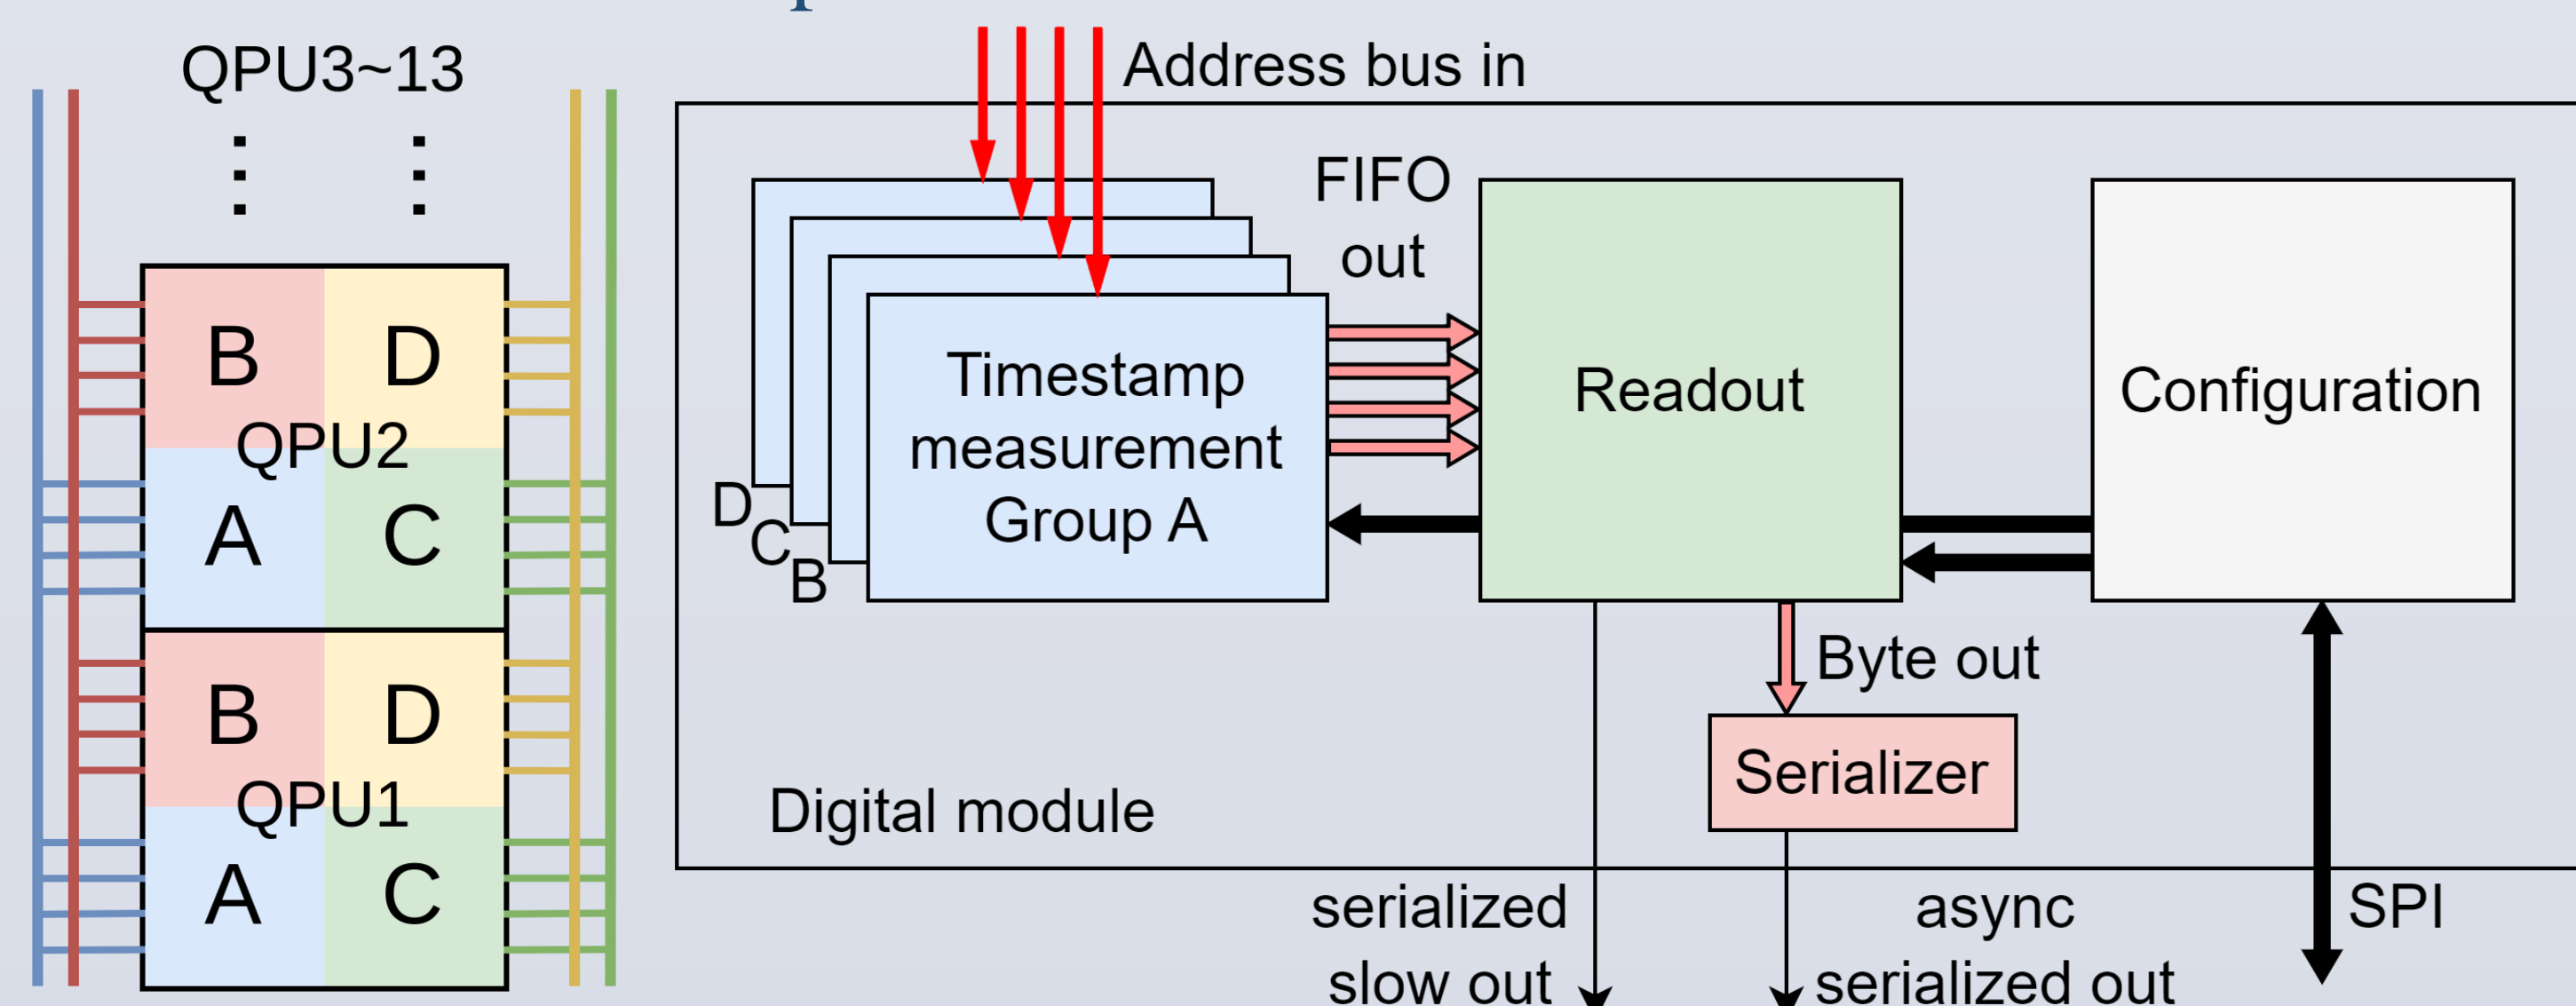 QPU3~13
B
D
QPU2
A
C
B
D
QPU1
A
C
Address bus in
FIFO
out
Timestamp
measurement
Group A
D
C
B
Readout
Configuration
Byte out
Serializer
Digital module
serialized
slow out
async
serialized out
SPI